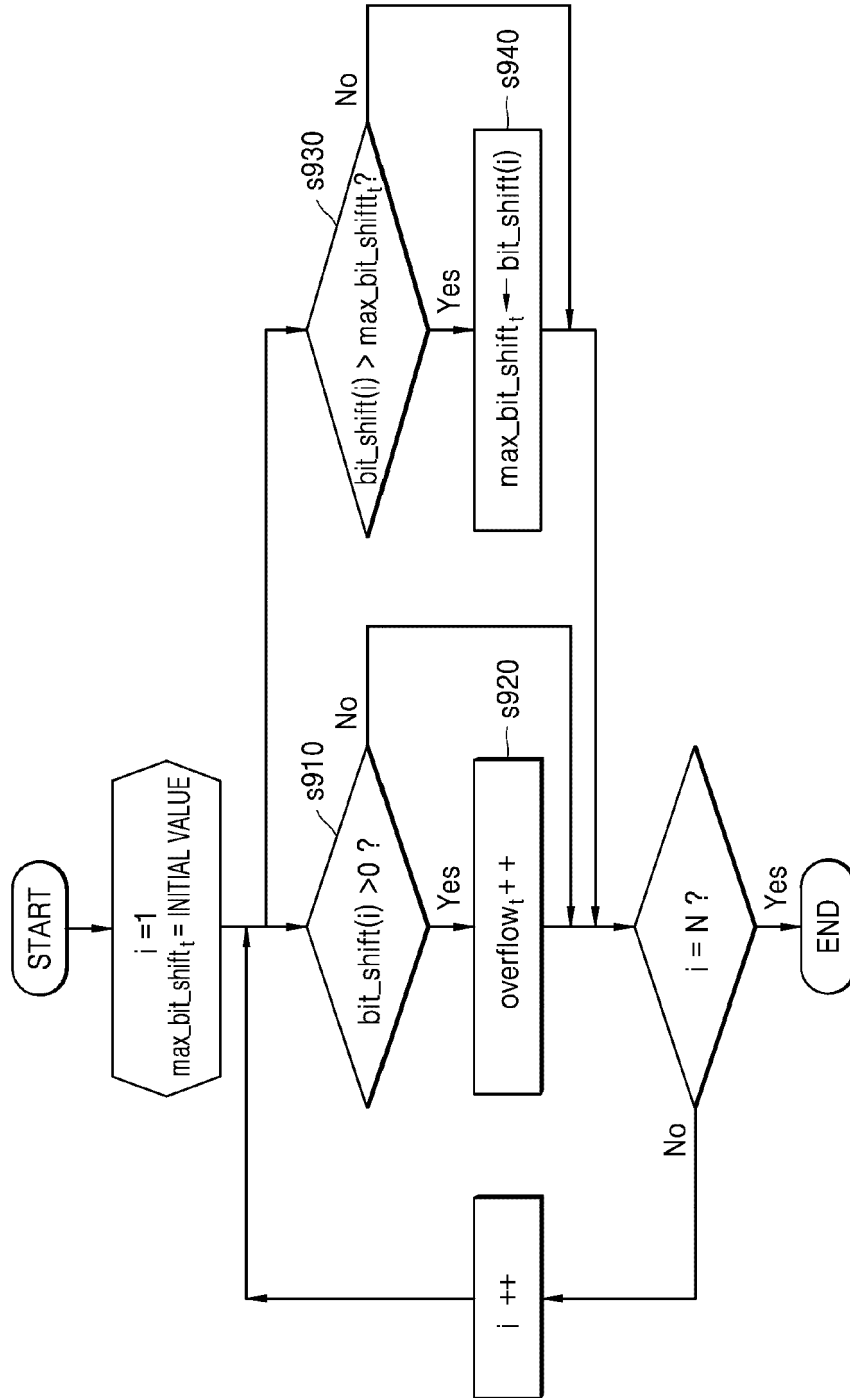 START
i =1
max_bit_shiftₜ = INITIAL VALUE
bit_shift(i) >0 ?
s910
No
Yes
overflowₜ++
s920
bit_shift(i) > max_bit_shifttₜ?
s930
No
Yes
max_bit_shiftₜ ← bit_shift(i)
s940
i = N ?
No
Yes
i ++
END